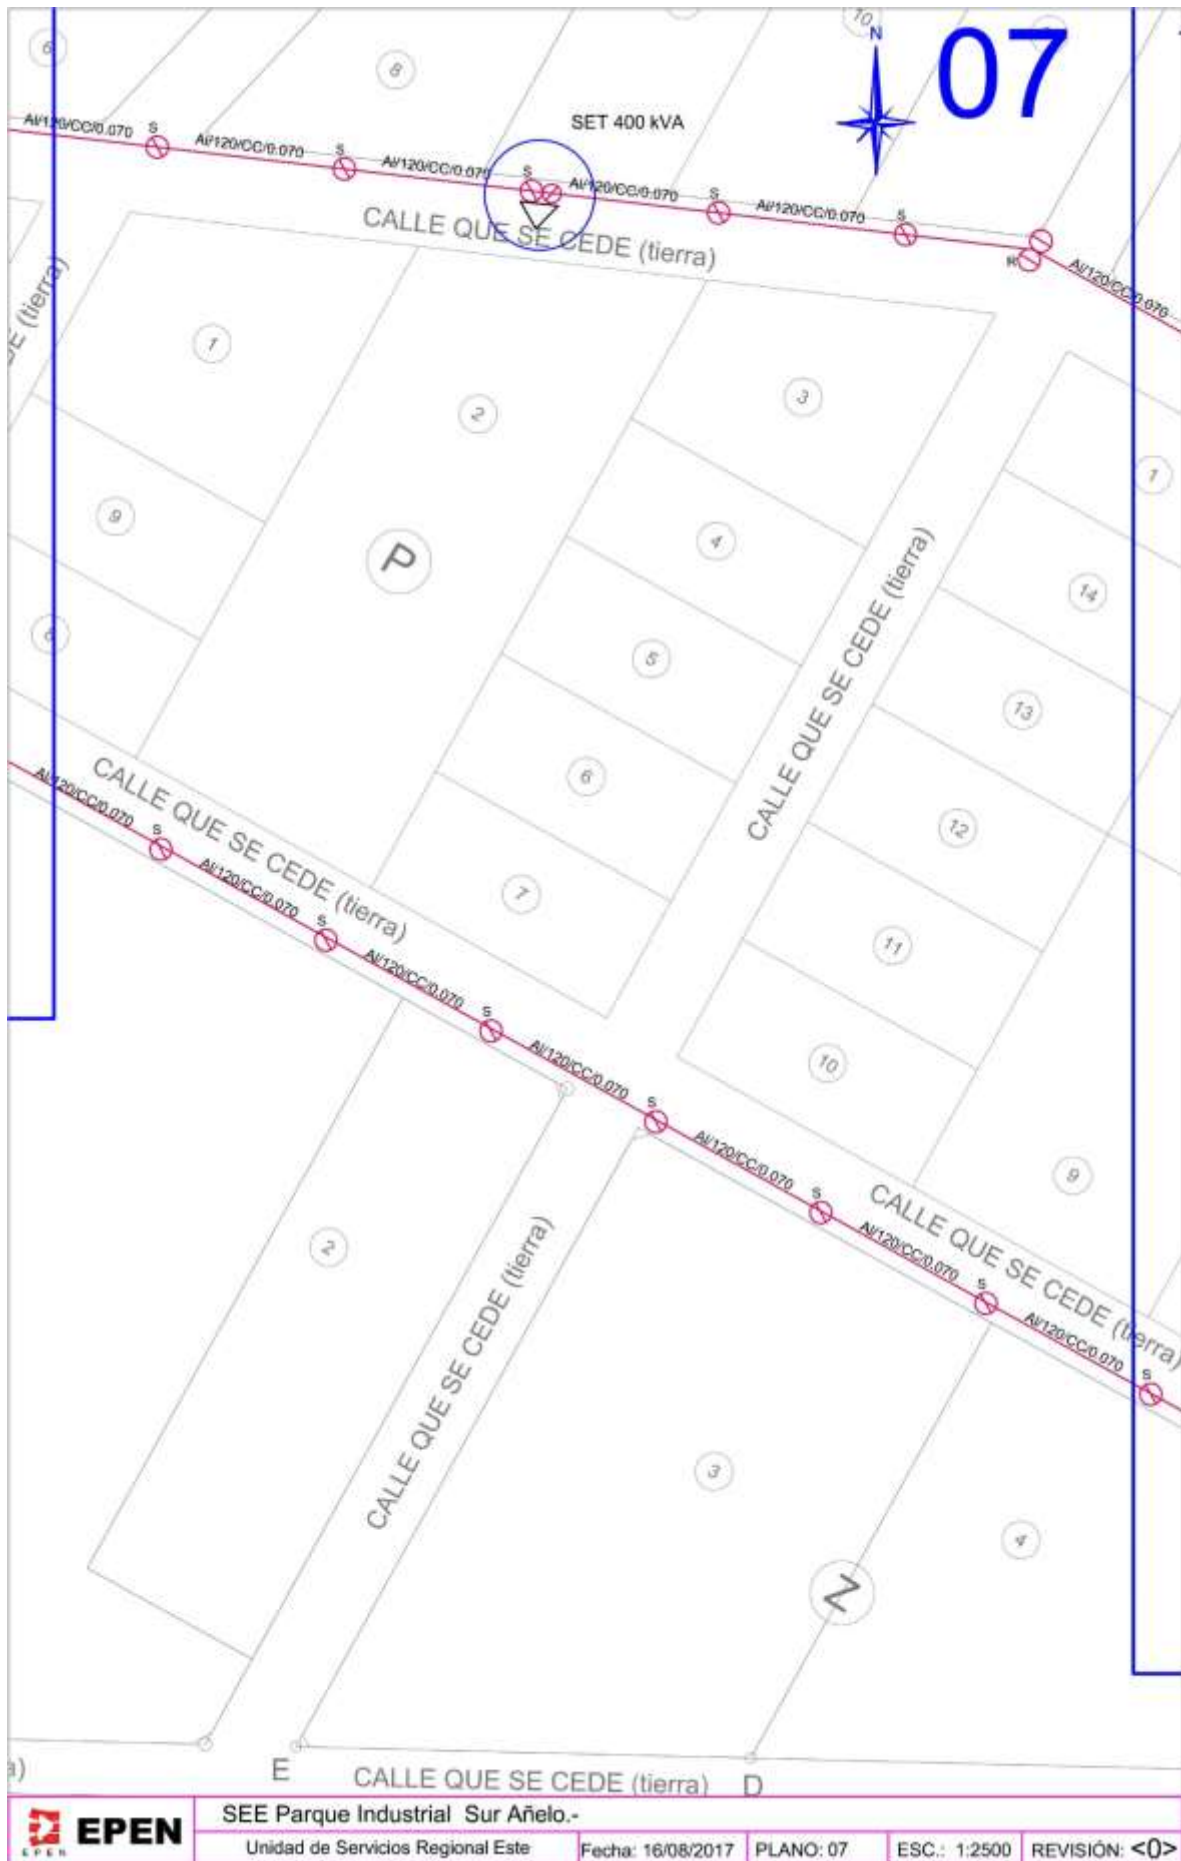 6
8
10
N
07
SET 400 kVA
Al/120/CC/0.070
S
Al/120/CC/0.070
S
Al/120/CC/0.070
S
Al/120/CC/0.070
S
Al/120/CC/0.070
S
R
Al/120/CC/0.070
CALLE QUE SE CEDE (tierra)
DE (tierra)
1
2
3
9
P
4
1
8
5
14
CALLE QUE SE CEDE (tierra)
13
6
12
7
11
10
9
CALLE QUE SE CEDE (tierra)
Al/120/CC/0.070
S
Al/120/CC/0.070
S
Al/120/CC/0.070
S
Al/120/CC/0.070
S
Al/120/CC/0.070
S
Al/120/CC/0.070
S
Al/120/CC/0.070
S
CALLE QUE SE CEDE (tierra)
2
CALLE QUE SE CEDE (tierra)
3
4
Z
a)
E
CALLE QUE SE CEDE (tierra)
D
EPEN
EPEN
SEE Parque Industrial Sur Añelo.-
Unidad de Servicios Regional Este
Fecha: 16/08/2017
PLANO: 07
ESC.: 1:2500
REVISIÓN: <0>